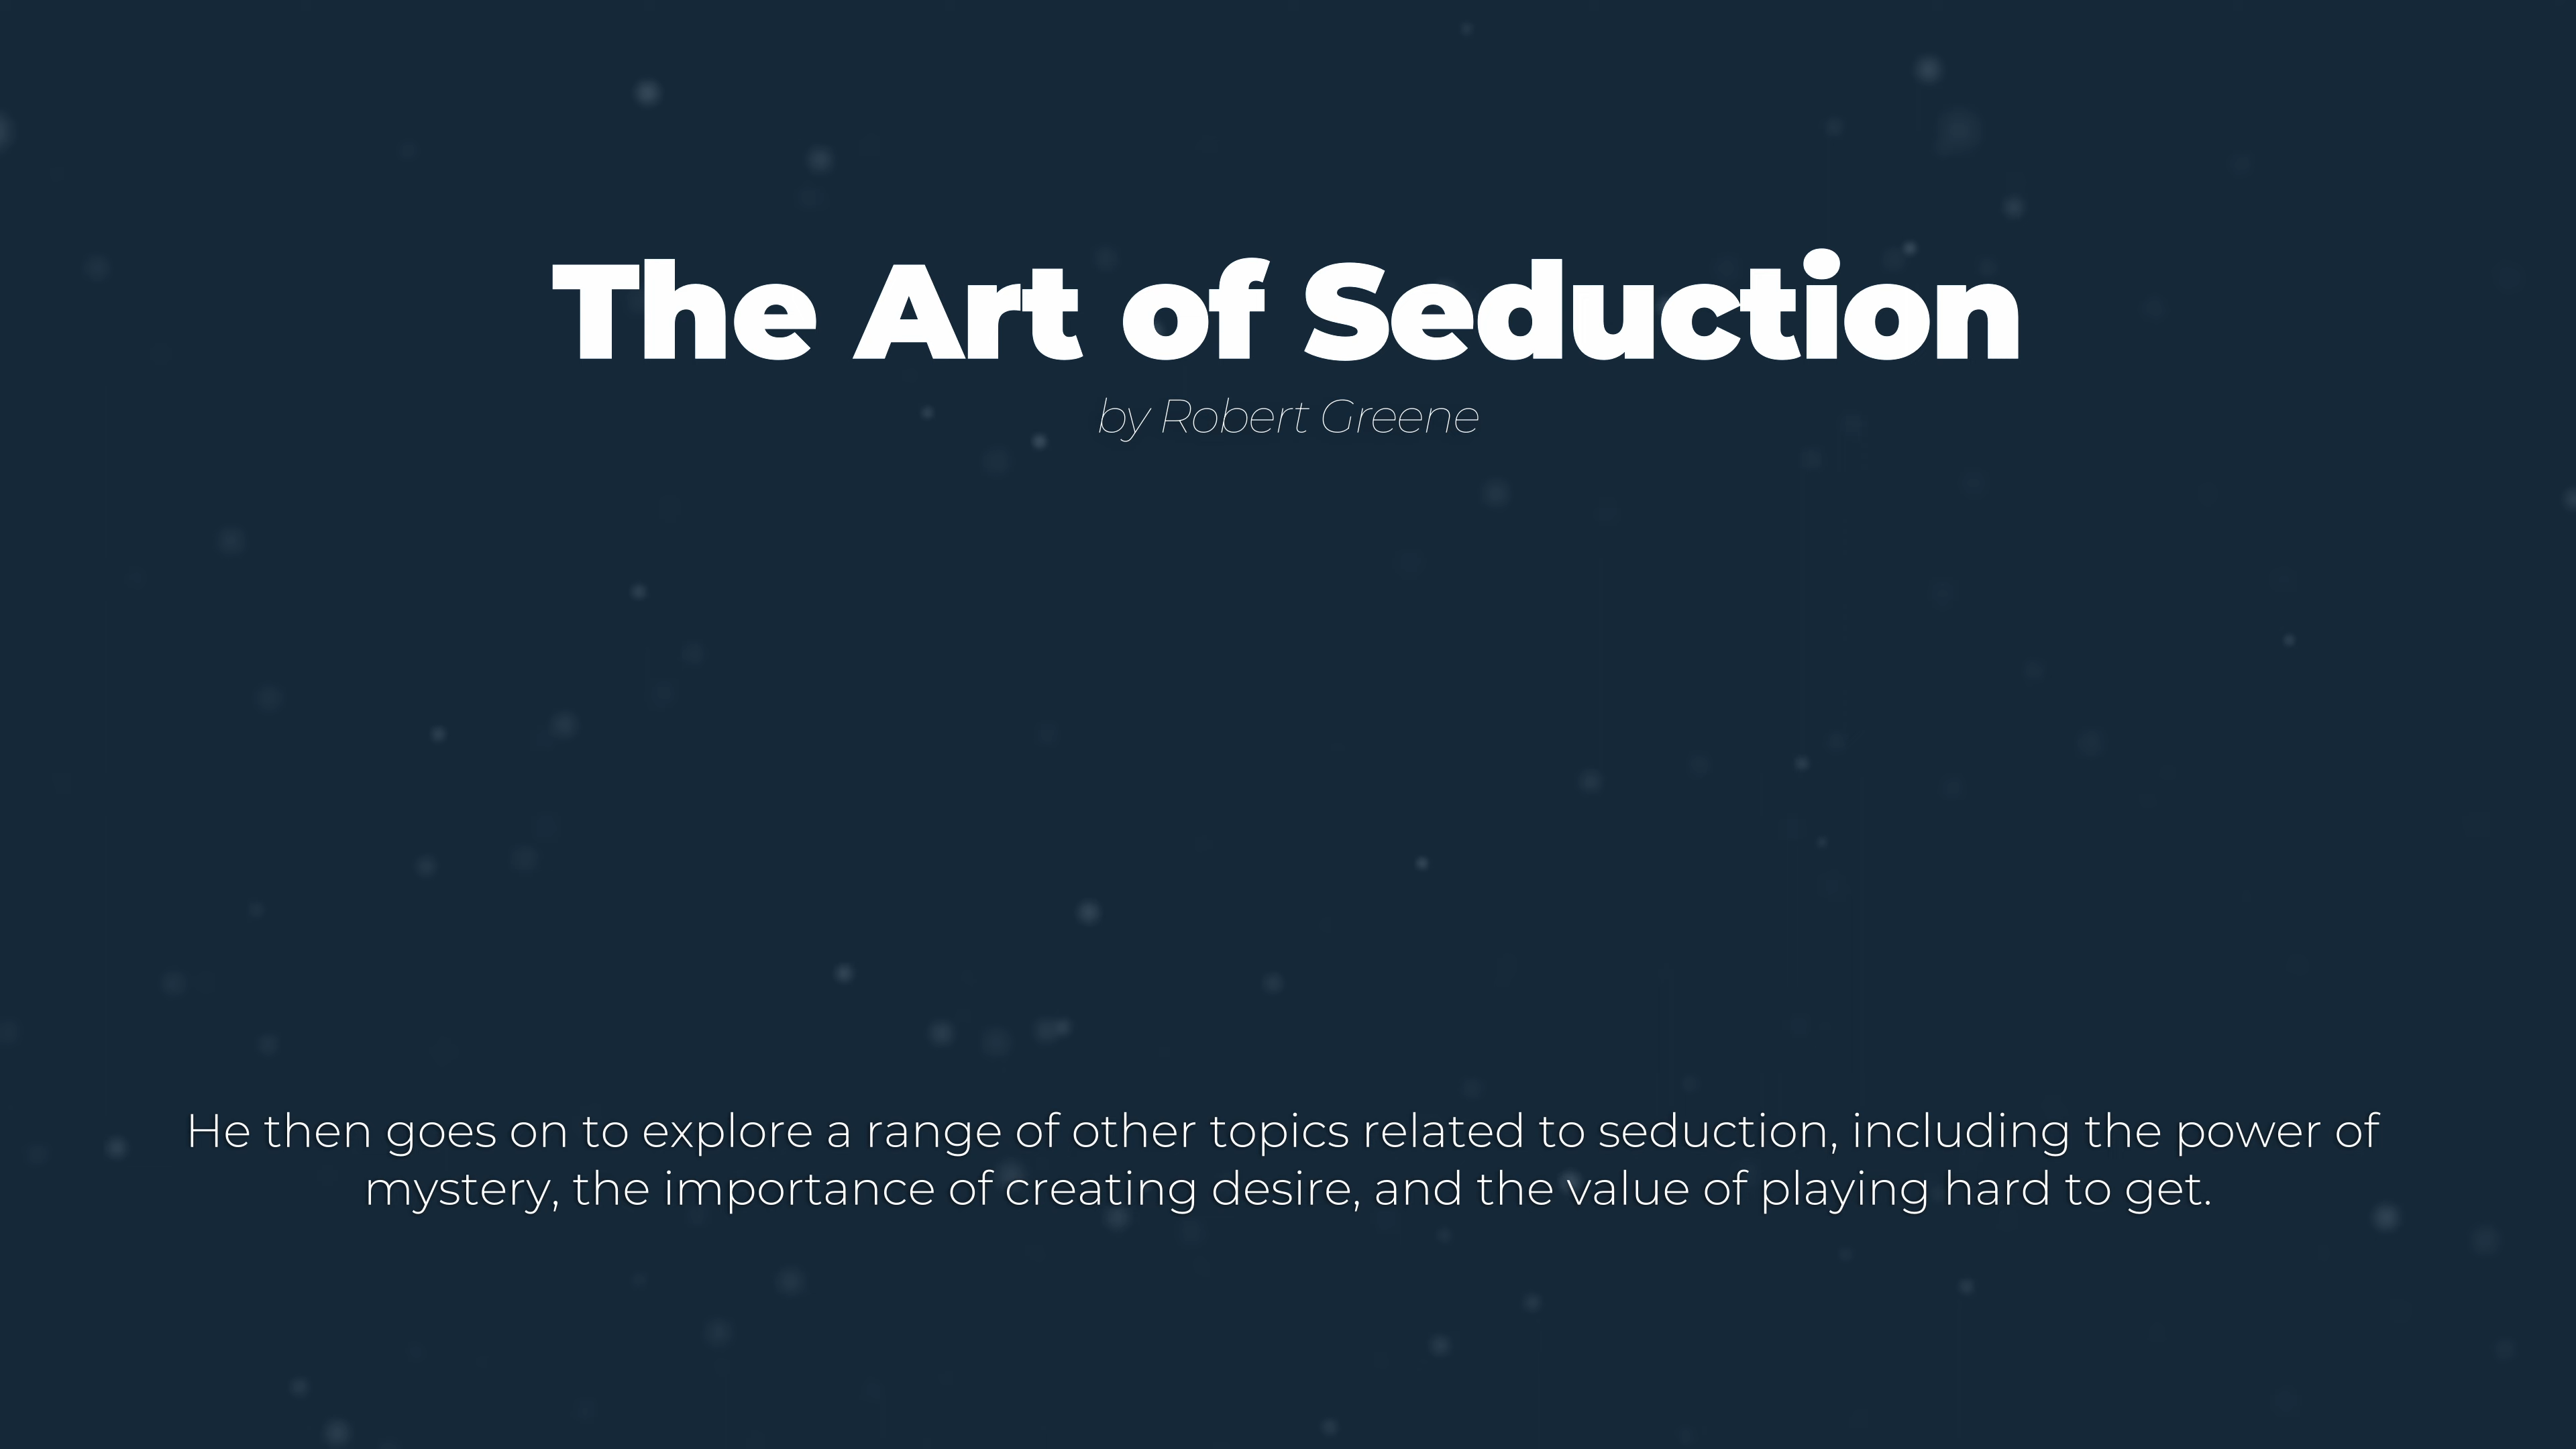 The Art of Seduction
by Robert Greene
He then goes on to explore a range of other topics related to seduction, including the power of
mystery, the importance of creating desire, and the value of playing hard to get.